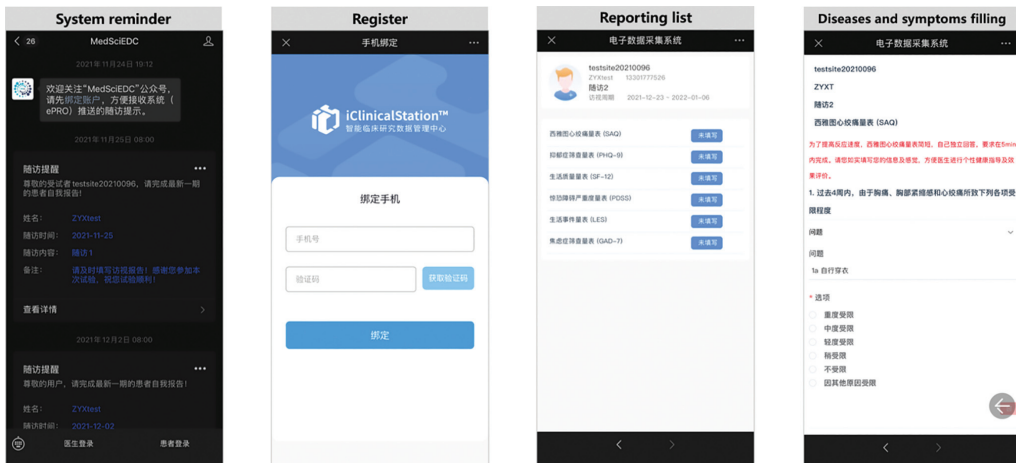 System reminder
26
MedSciEDC
2021年11月24日 19:12
欢迎关注"MedSciEDC"公众号,
请先绑定账户，方便接收系统（
ePRO）推送的随访提示。
2021年11月25日 08:00
随访提醒
尊敬的受试者testsite20210096，请完成最新一期
的患者自我报告!
姓名： ZYXtest
随访时间： 2021-11-25
随访内容： 随访1
备注： 请及时填写访视报告！感谢您参加本
次试验，祝您试验顺利！
查看详情
2021年12月2日 08:00
随访提醒
尊敬的用户，请完成最新一期的患者自我报告!
姓名： ZYXtest
随访时间： 2021-12-02
医生登录
患者登录
Register
手机绑定
iClinicalStation™
智能临床研究数据管理中心
绑定手机
手机号
验证码
获取验证码
绑定
Reporting list
电子数据采集系统
testsite20210096
ZYXtest 13301777526
随访2
访视周期 2021-12-23 - 2022-01-06
西雅图心绞痛量表 (SAQ) 未填写
抑郁症筛查量表 (PHQ-9) 未填写
生活质量量表 (SF-12) 未填写
惊恐障碍严重度量表 (PDSS) 未填写
生活事件量表 (LES) 未填写
焦虑症筛查量表 (GAD-7) 未填写
Diseases and symptoms filling
电子数据采集系统
testsite20210096
ZYXT
随访2
西雅图心绞痛量表 (SAQ)
为了提高反应速度，西雅图心绞痛量表简短，自己独立回答，要求在5min
内完成。请您如实填写您的信息及感觉，方便医生进行个性健康指导及效
果评价。
1. 过去4周内，由于胸痛、胸部紧缩感和心绞痛所致下列各项受
限程度
问题
问题
1a 自行穿衣
* 选项
重度受限
中度受限
轻度受限
稍受限
不受限
因其他原因受限